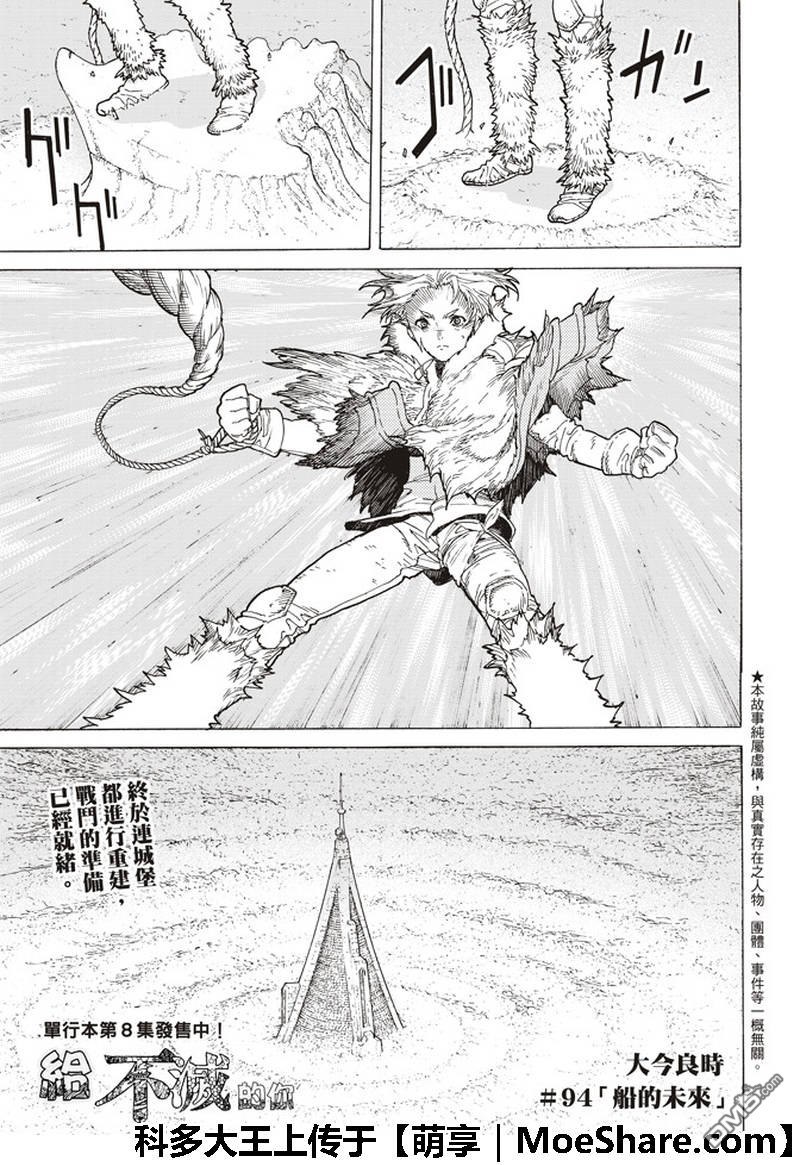 ゴゴ
ゴゴ
終於連城堡
都進行重建，
戰鬥的準備
已經就緒。
★本故事純屬虛構，與真實存在之人物、團體、事件等一概無關。
單行本第8集發售中！
給不滅的你
大今良時
#94「船的未來」
科多大王上传于【萌享 | MoeShare.com】